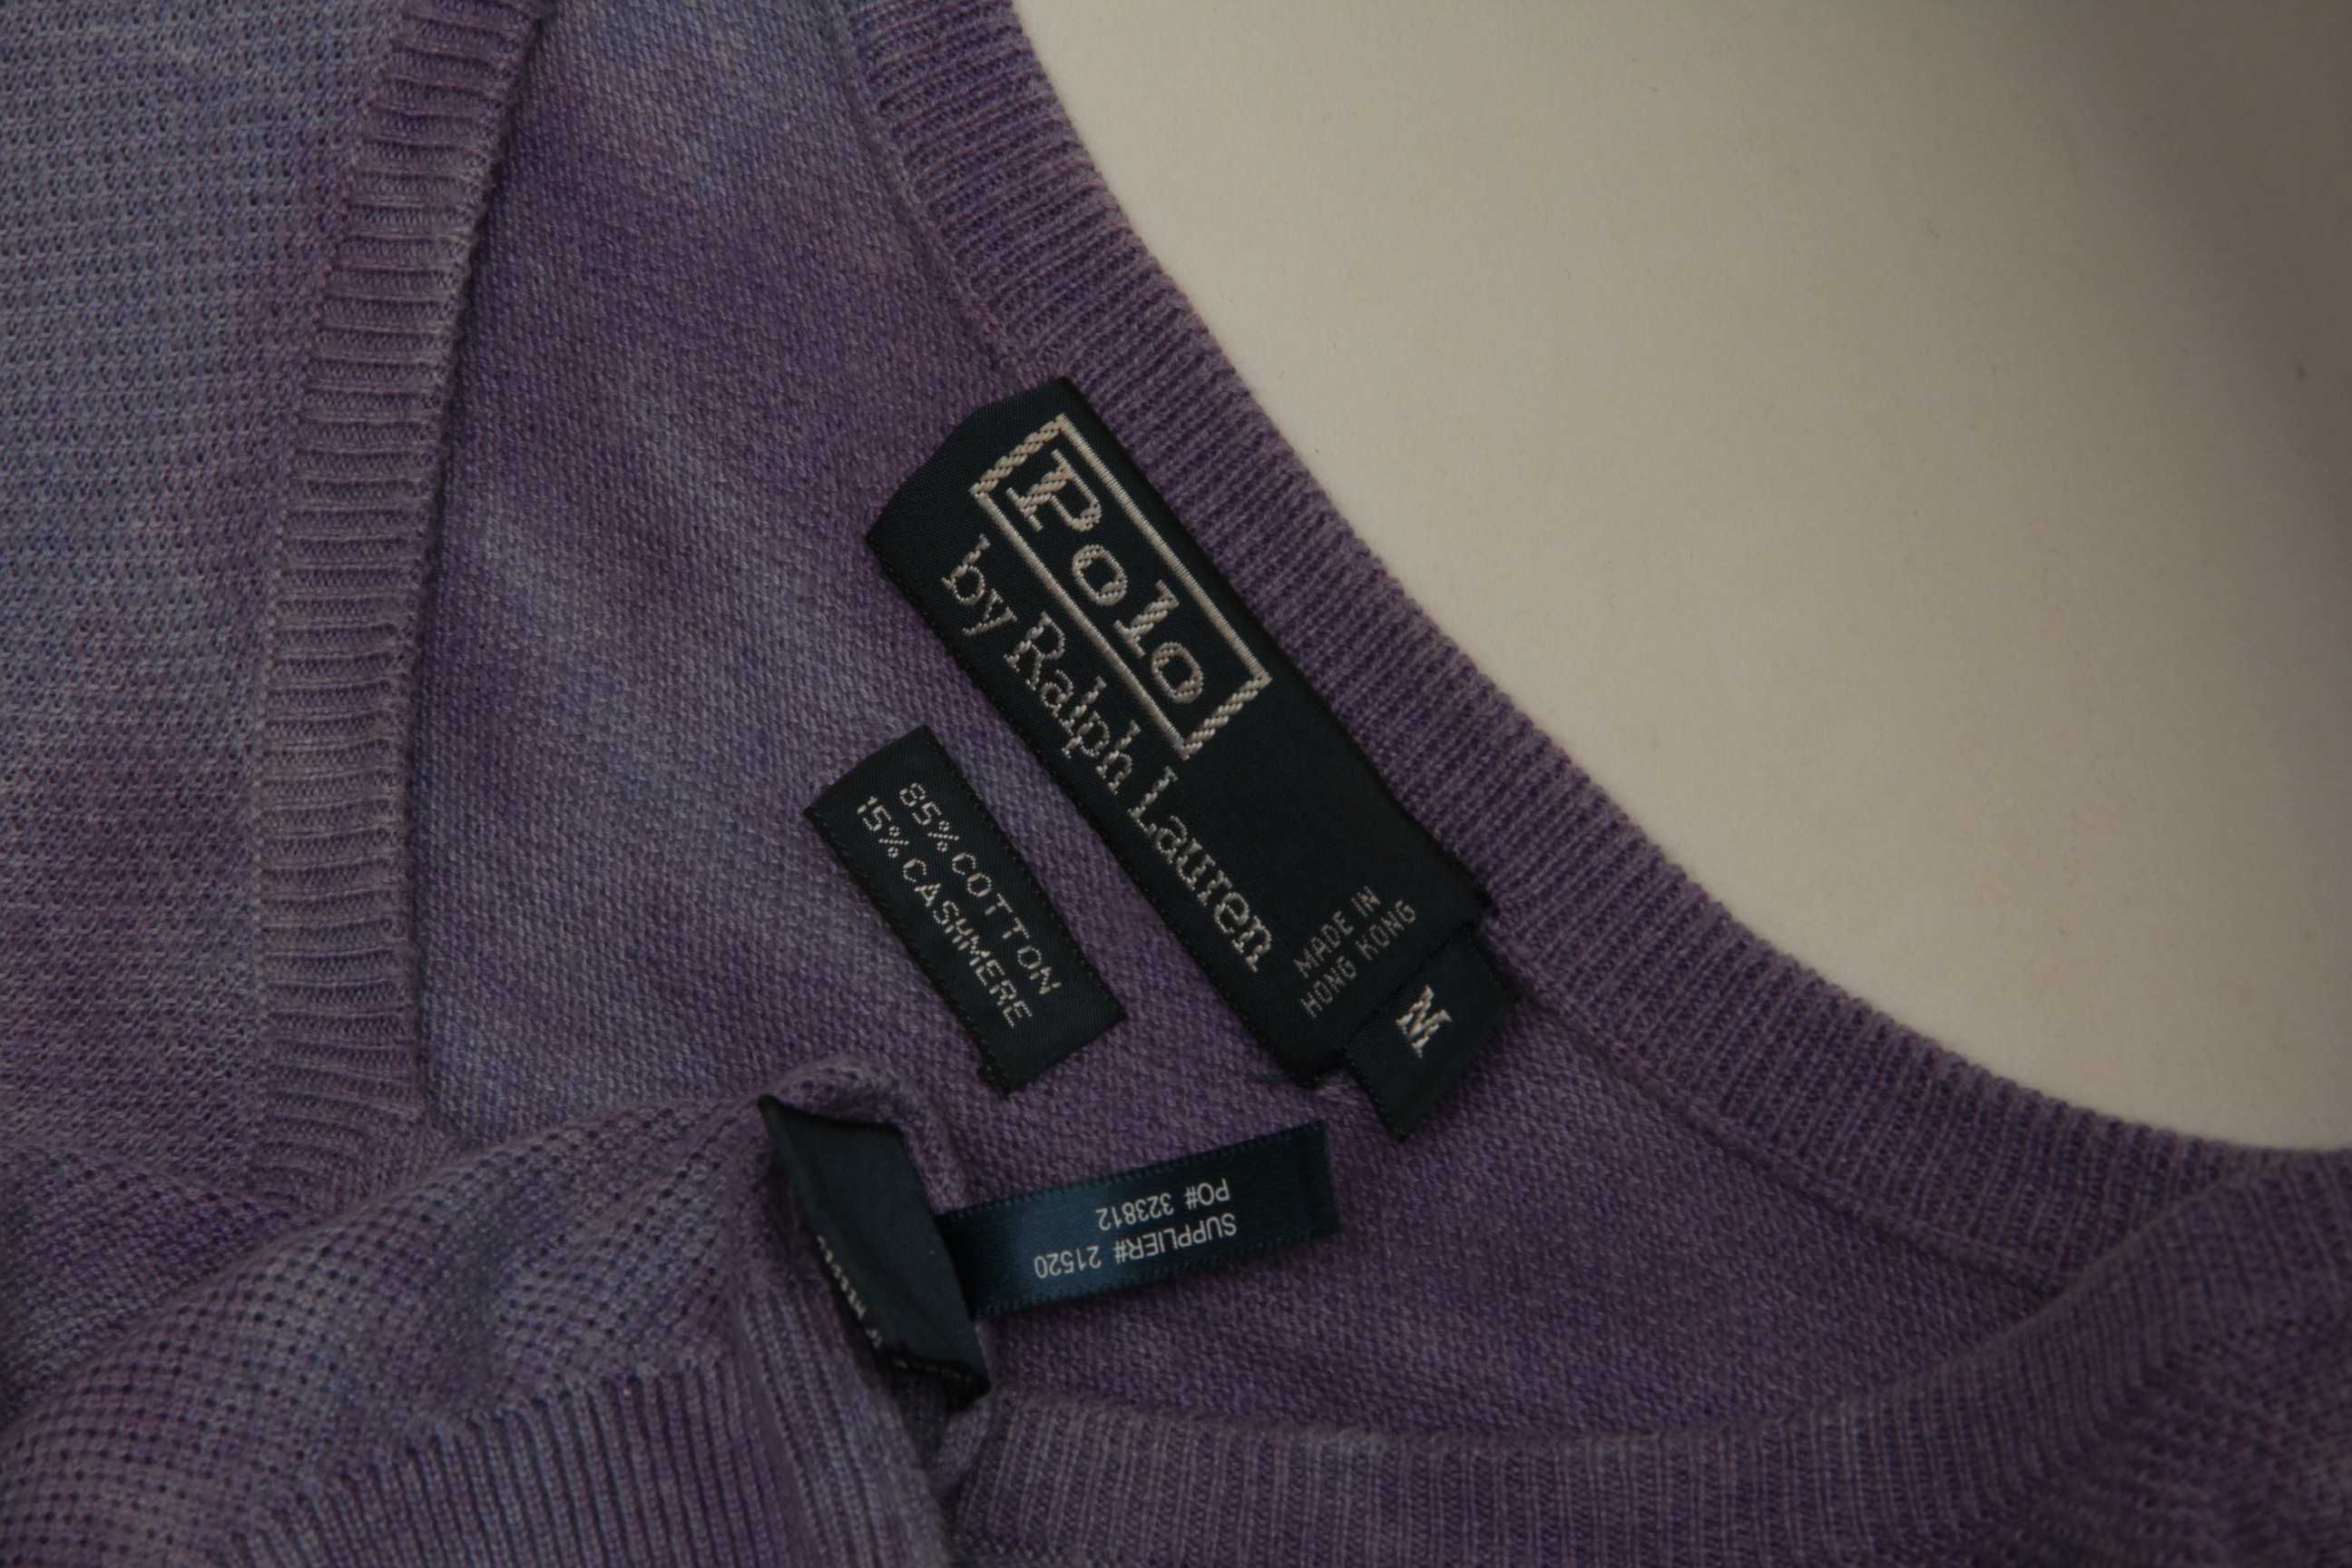 Polo
by Ralph Lauren
MADE IN
HONG KONG
M
85% COTTON
15% CASHMERE
SUPPLIER# 21520
PO# 323812